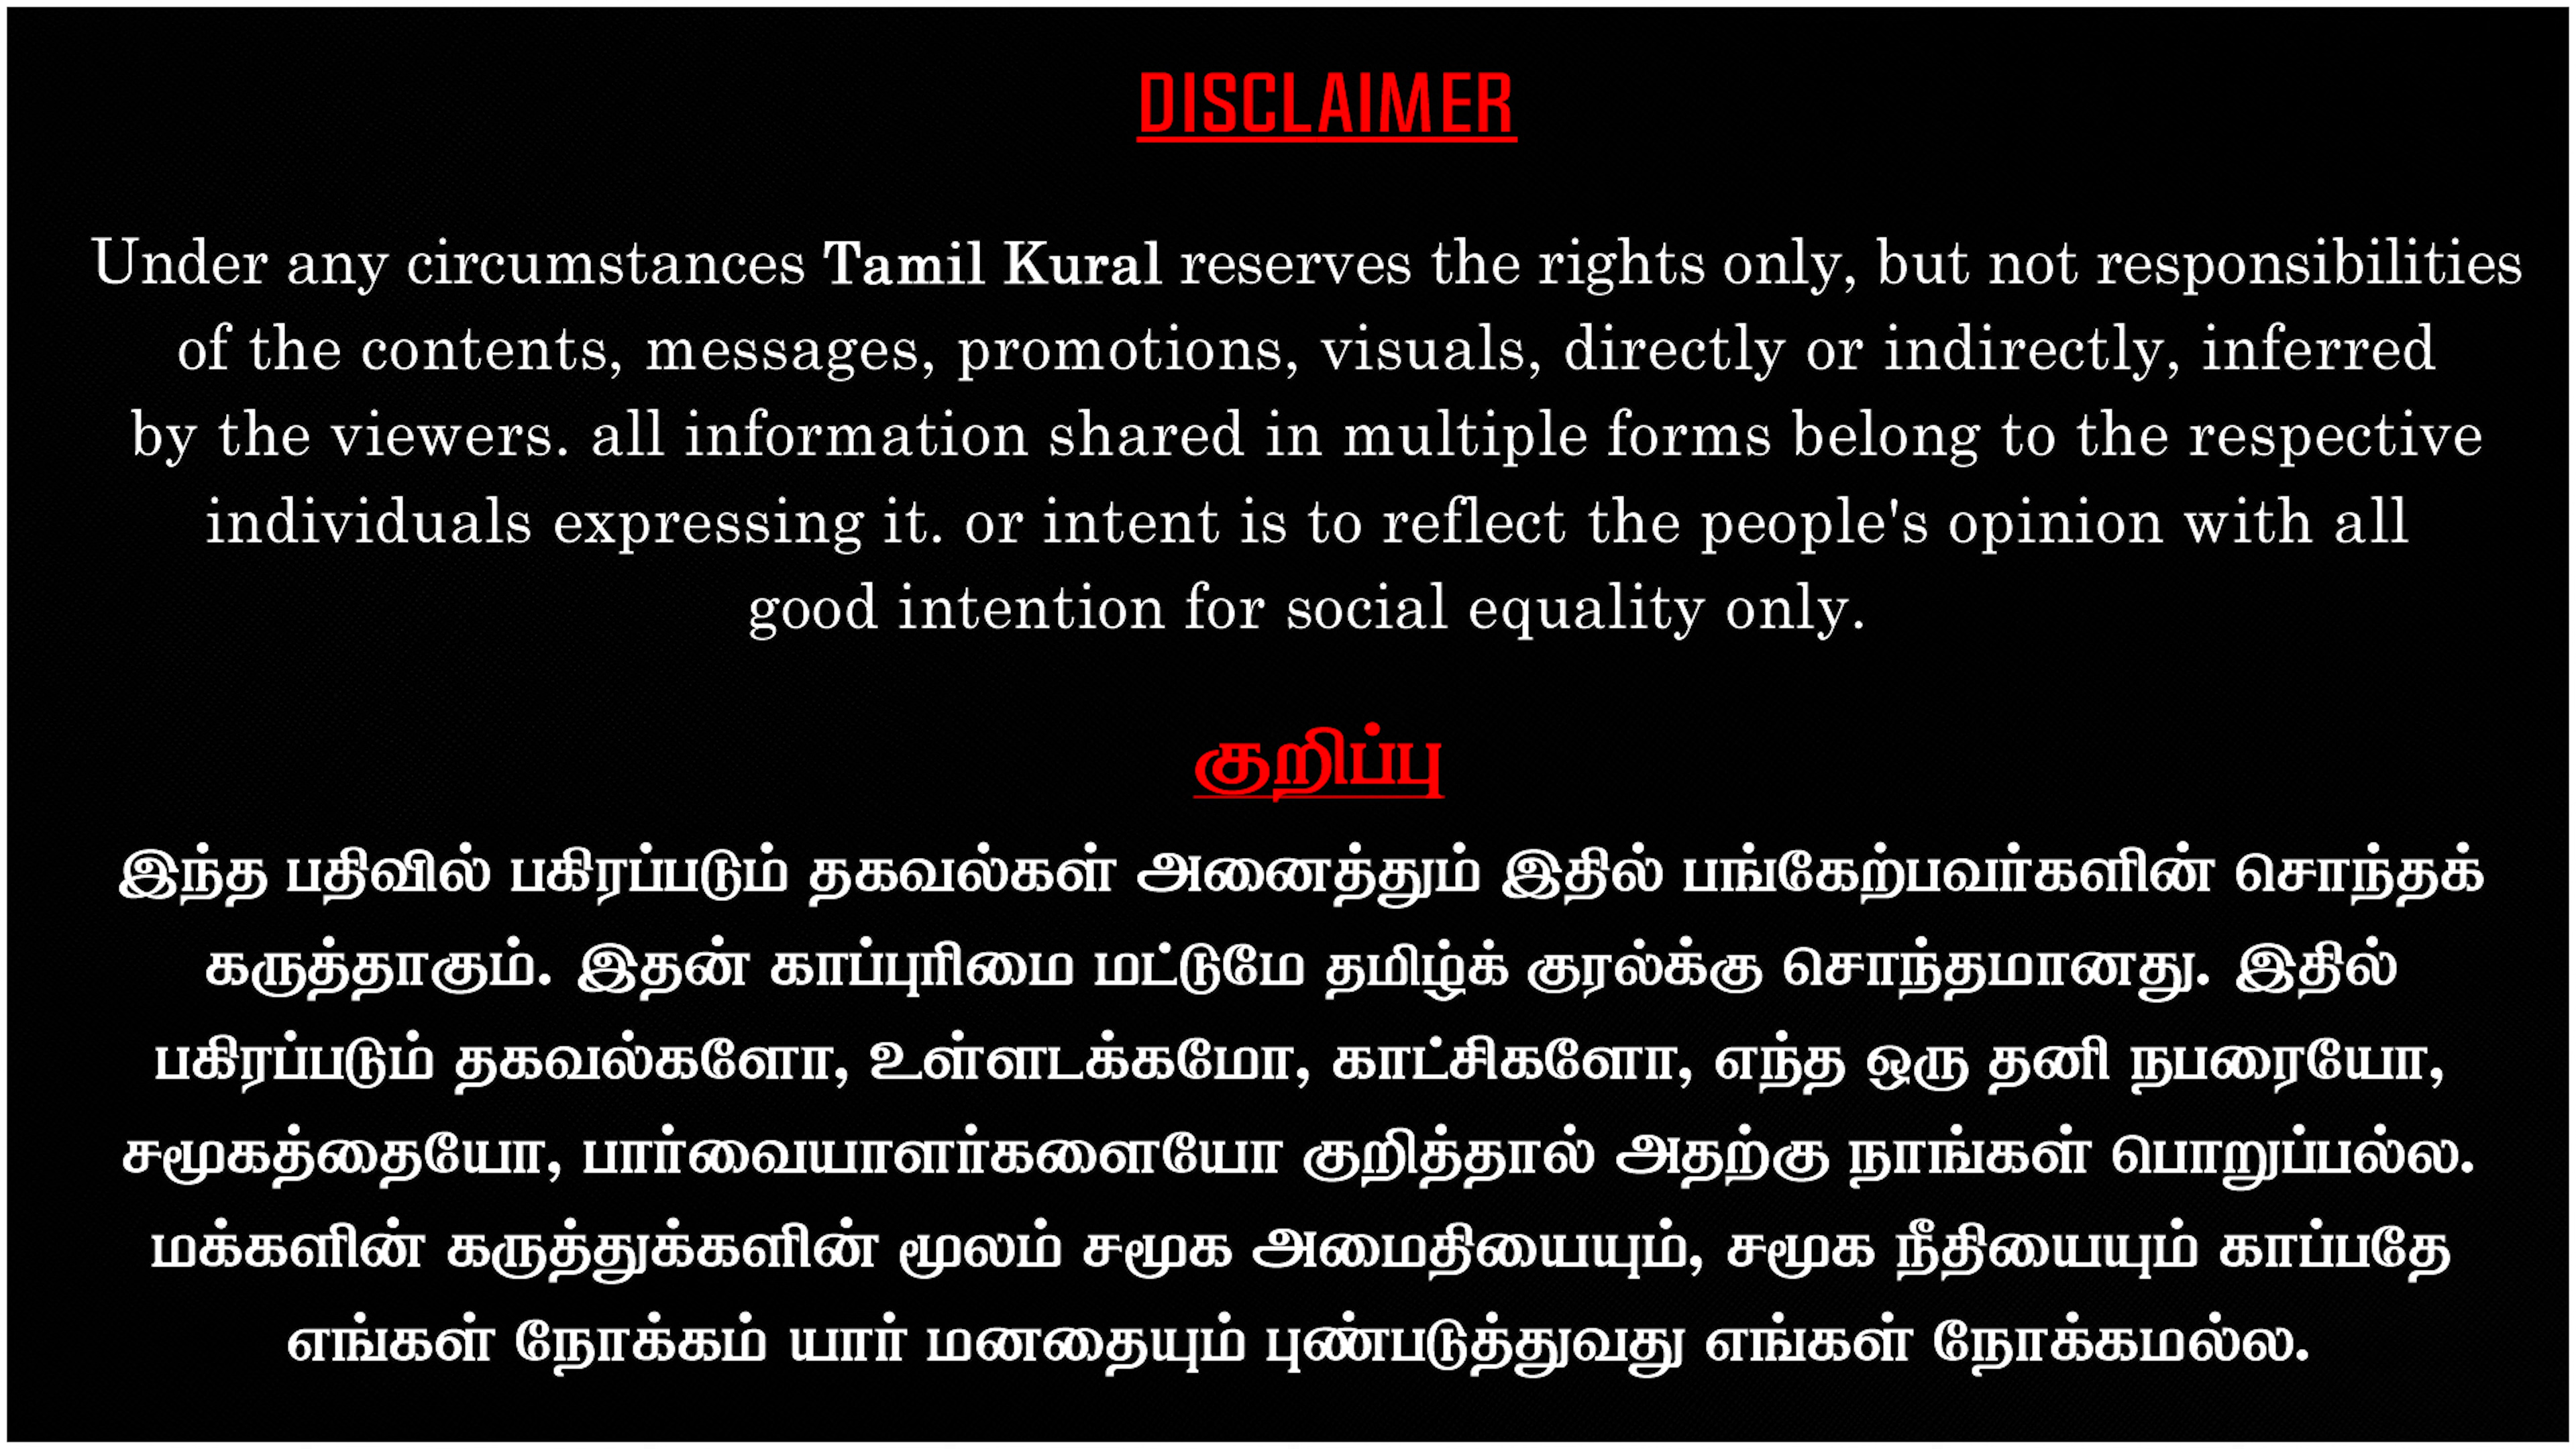 DISCLAIMER
Under any circumstances Tamil Kural reserves the rights only, but not responsibilities
of the contents, messages, promotions, visuals, directly or indirectly, inferred
by the viewers. all information shared in multiple forms belong to the respective
individuals expressing it. or intent is to reflect the people's opinion with all
good intention for social equality only.
குறிப்பு
இந்த பதிவில் பகிரப்படும் தகவல்கள் அனைத்தும் இதில் பங்கேற்பவர்களின் சொந்தக்
கருத்தாகும். இதன் காப்புரிமை மட்டுமே தமிழ்க் குரல்க்கு சொந்தமானது. இதில்
பகிரப்படும் தகவல்களோ, உள்ளடக்கமோ, காட்சிகளோ, எந்த ஒரு தனி நபரையோ,
சமூகத்தையோ, பார்வையாளர்களையோ குறித்தால் அதற்கு நாங்கள் பொறுப்பல்ல.
மக்களின் கருத்துக்களின் மூலம் சமூக அமைதியையும், சமூக நீதியையும் காப்பதே
எங்கள் நோக்கம் யார் மனதையும் புண்படுத்துவது எங்கள் நோக்கமல்ல.